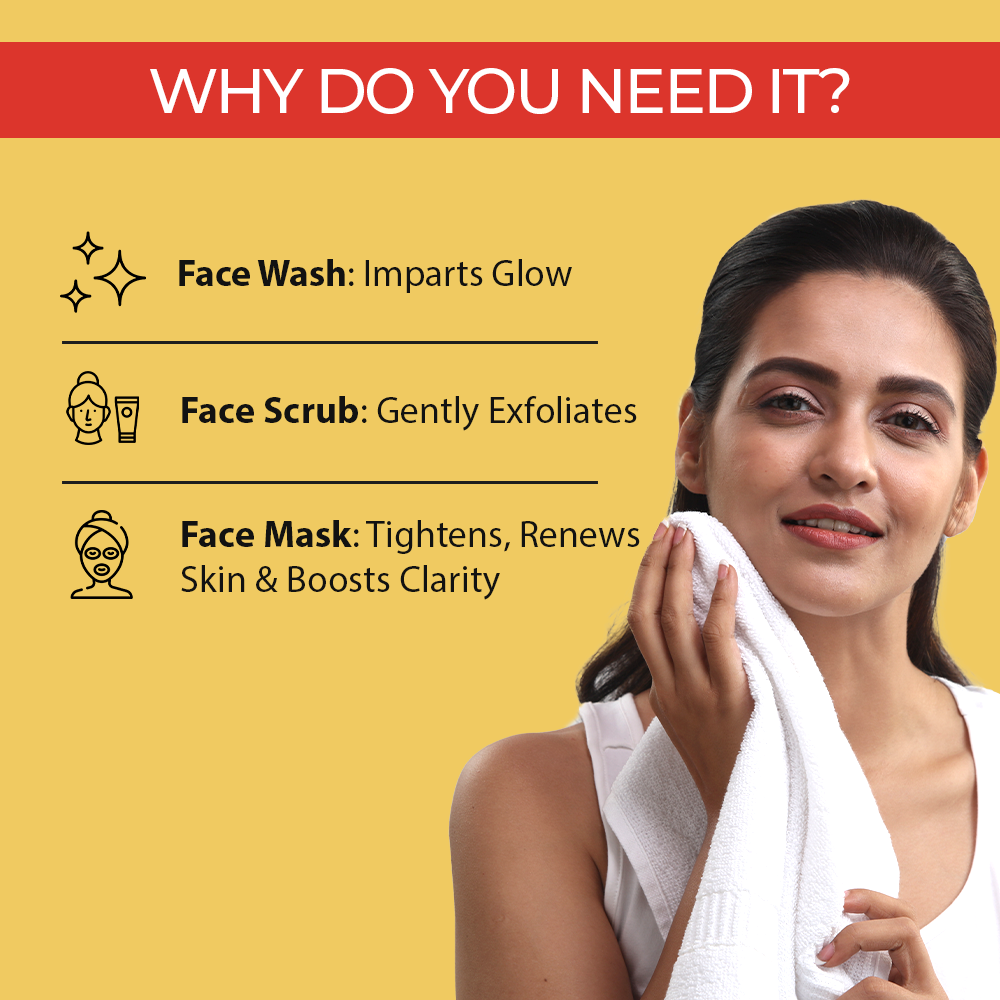 WHY DO YOU NEED IT?
Face Wash: Imparts Glow
Face Scrub: Gently Exfoliates
Face Mask: Tightens, Renews
Skin & Boosts Clarity